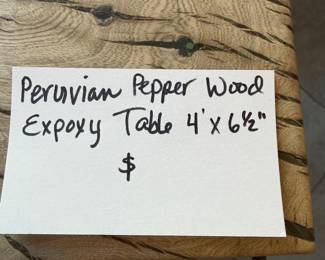 Peruvian Pepper Wood
Expoxy Table 4' x 6½"
$